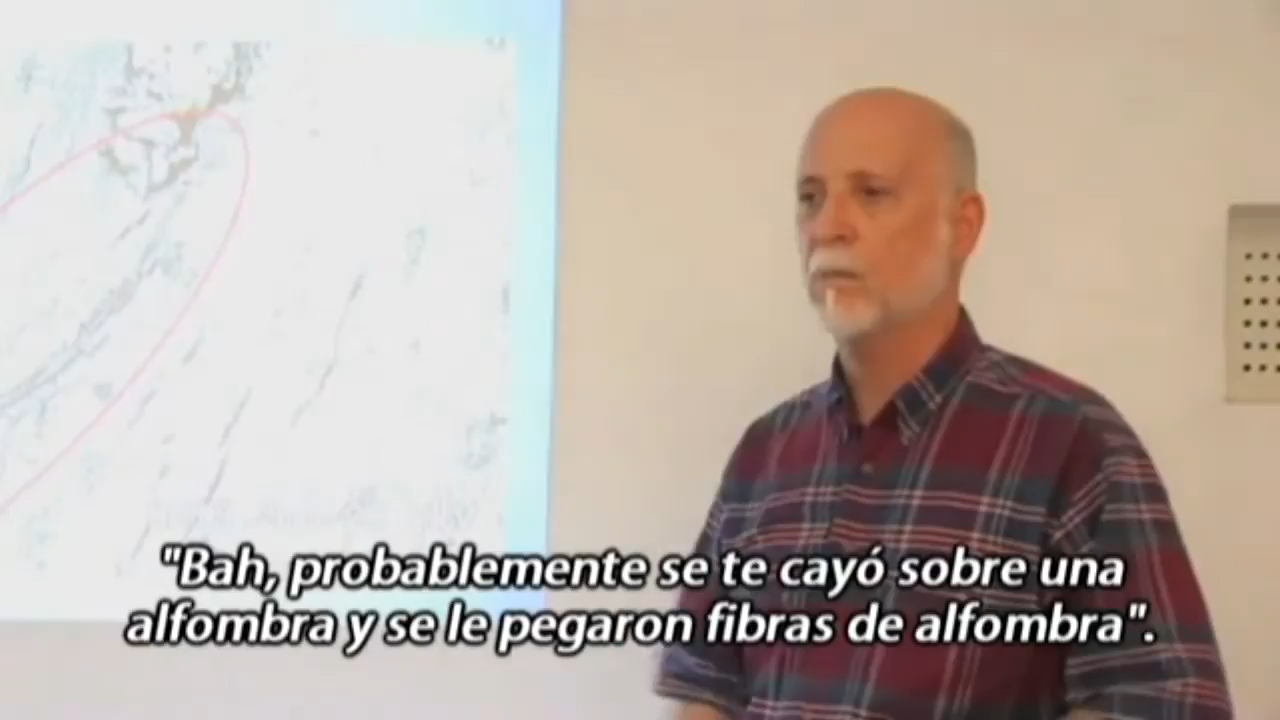 "Bah, probablemente se te cayó sobre una
alfombra y se le pegaron fibras de alfombra".